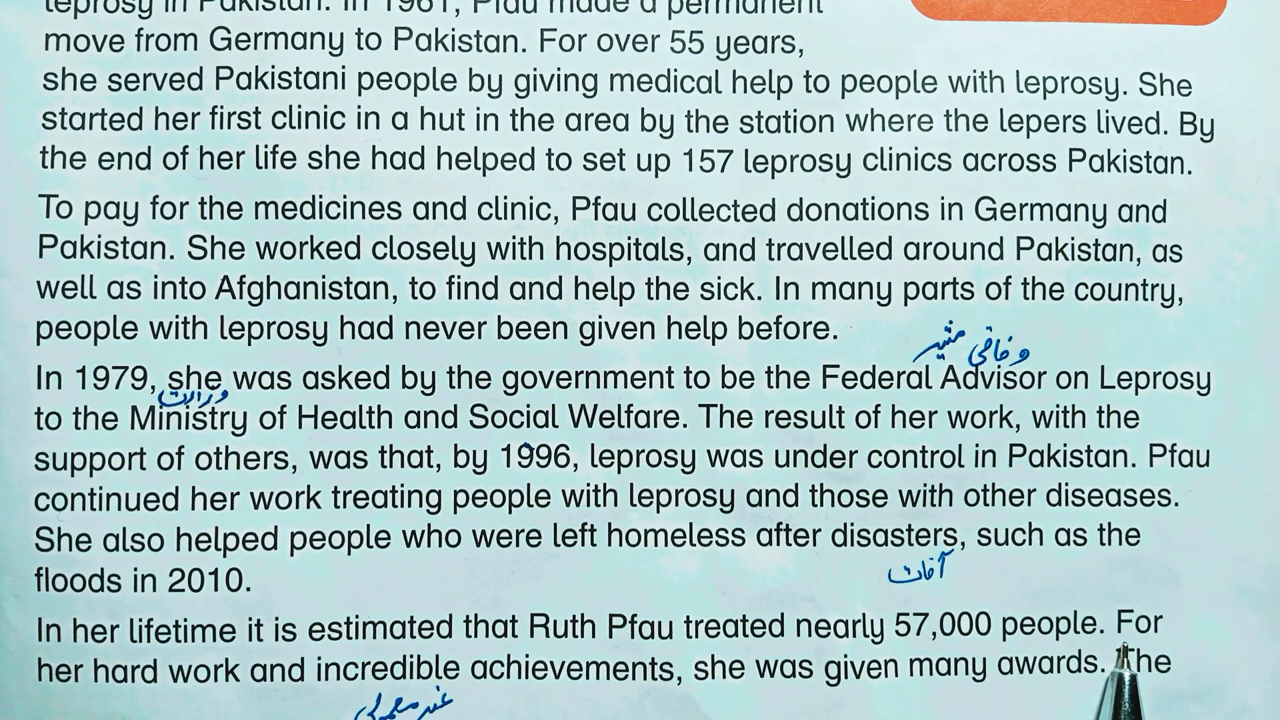 leprosy in Pakistan. In 1961, Pfau made a permanent
move from Germany to Pakistan. For over 55 years,
she served Pakistani people by giving medical help to people with leprosy. She
started her first clinic in a hut in the area by the station where the lepers lived. By
the end of her life she had helped to set up 157 leprosy clinics across Pakistan.
To pay for the medicines and clinic, Pfau collected donations in Germany and
Pakistan. She worked closely with hospitals, and travelled around Pakistan, as
well as into Afghanistan, to find and help the sick. In many parts of the country,
people with leprosy had never been given help before.
وفاقی مشیر
In 1979, she was asked by the government to be the Federal Advisor on Leprosy
وزارت
to the Ministry of Health and Social Welfare. The result of her work, with the
support of others, was that, by 1996, leprosy was under control in Pakistan. Pfau
continued her work treating people with leprosy and those with other diseases.
She also helped people who were left homeless after disasters, such as the
آفات
floods in 2010.
In her lifetime it is estimated that Ruth Pfau treated nearly 57,000 people. For
her hard work and incredible achievements, she was given many awards. The
غیر معمولی